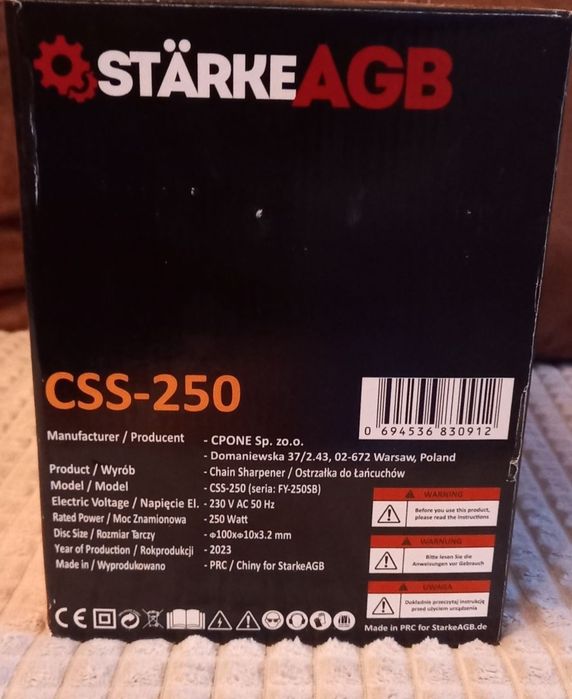 STÄRKEAGB
CSS-250
0 694536 830912
Manufacturer / Producent - CPONE Sp. zo.o.
- Domaniewska 37/2.43, 02-672 Warsaw, Poland
Product / Wyrób - Chain Sharpener / Ostrzałka do Łańcuchów
Model / Model - CSS-250 (seria: FY-250SB)
Electric Voltage / Napięcie El. - 230 V AC 50 Hz
Rated Power / Moc Znamionowa - 250 Watt
Disc Size / Rozmiar Tarczy - Φ100xΦ10x3.2 mm
Year of Production / Rokprodukcji - 2023
Made in / Wyprodukowano - PRC / Chiny for StarkeAGB
WARNING
Before you use this product,
please read the instructions
WARNUNG
Bitte lesen Sie die
Anweisungen vor Gebrauch
UWAGA
Dokładnie przeczytaj instrukcję
przed użyciem urządzenia
CE
Made in PRC for StarkeAGB.de